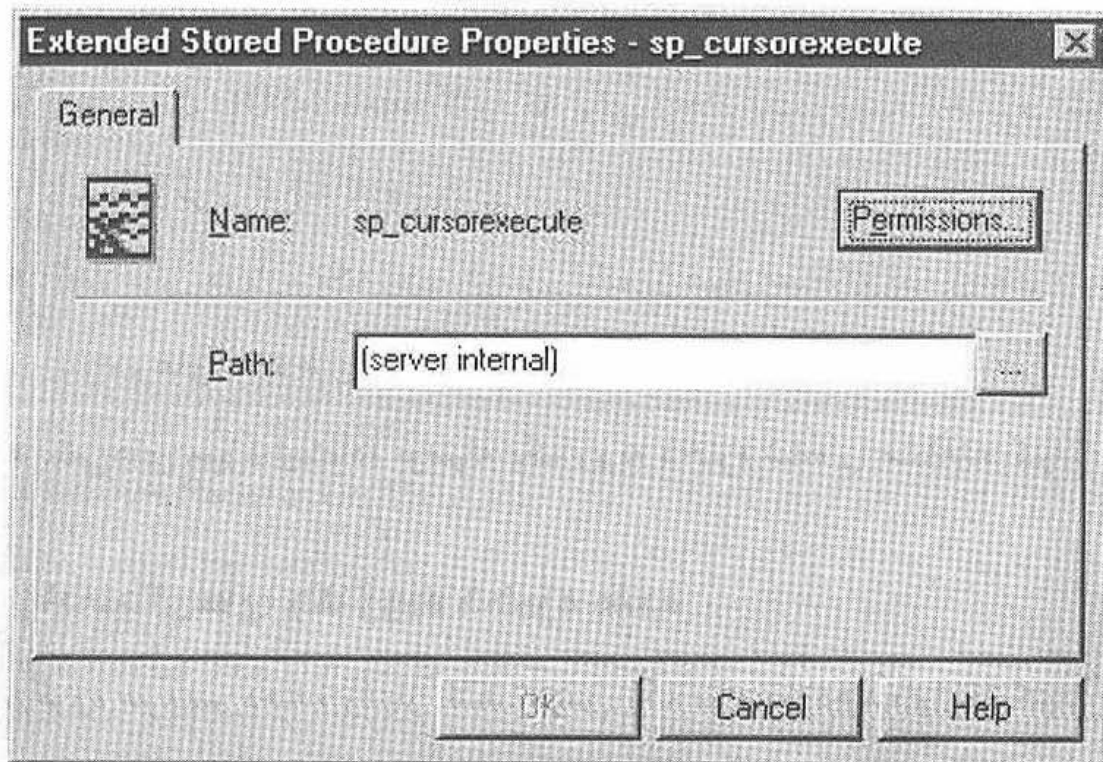 Extended Stored Procedure Properties - sp_cursorexecute
General
Name: sp_cursorexecute Permissions...
Path: (server internal) ...
OK Cancel Help